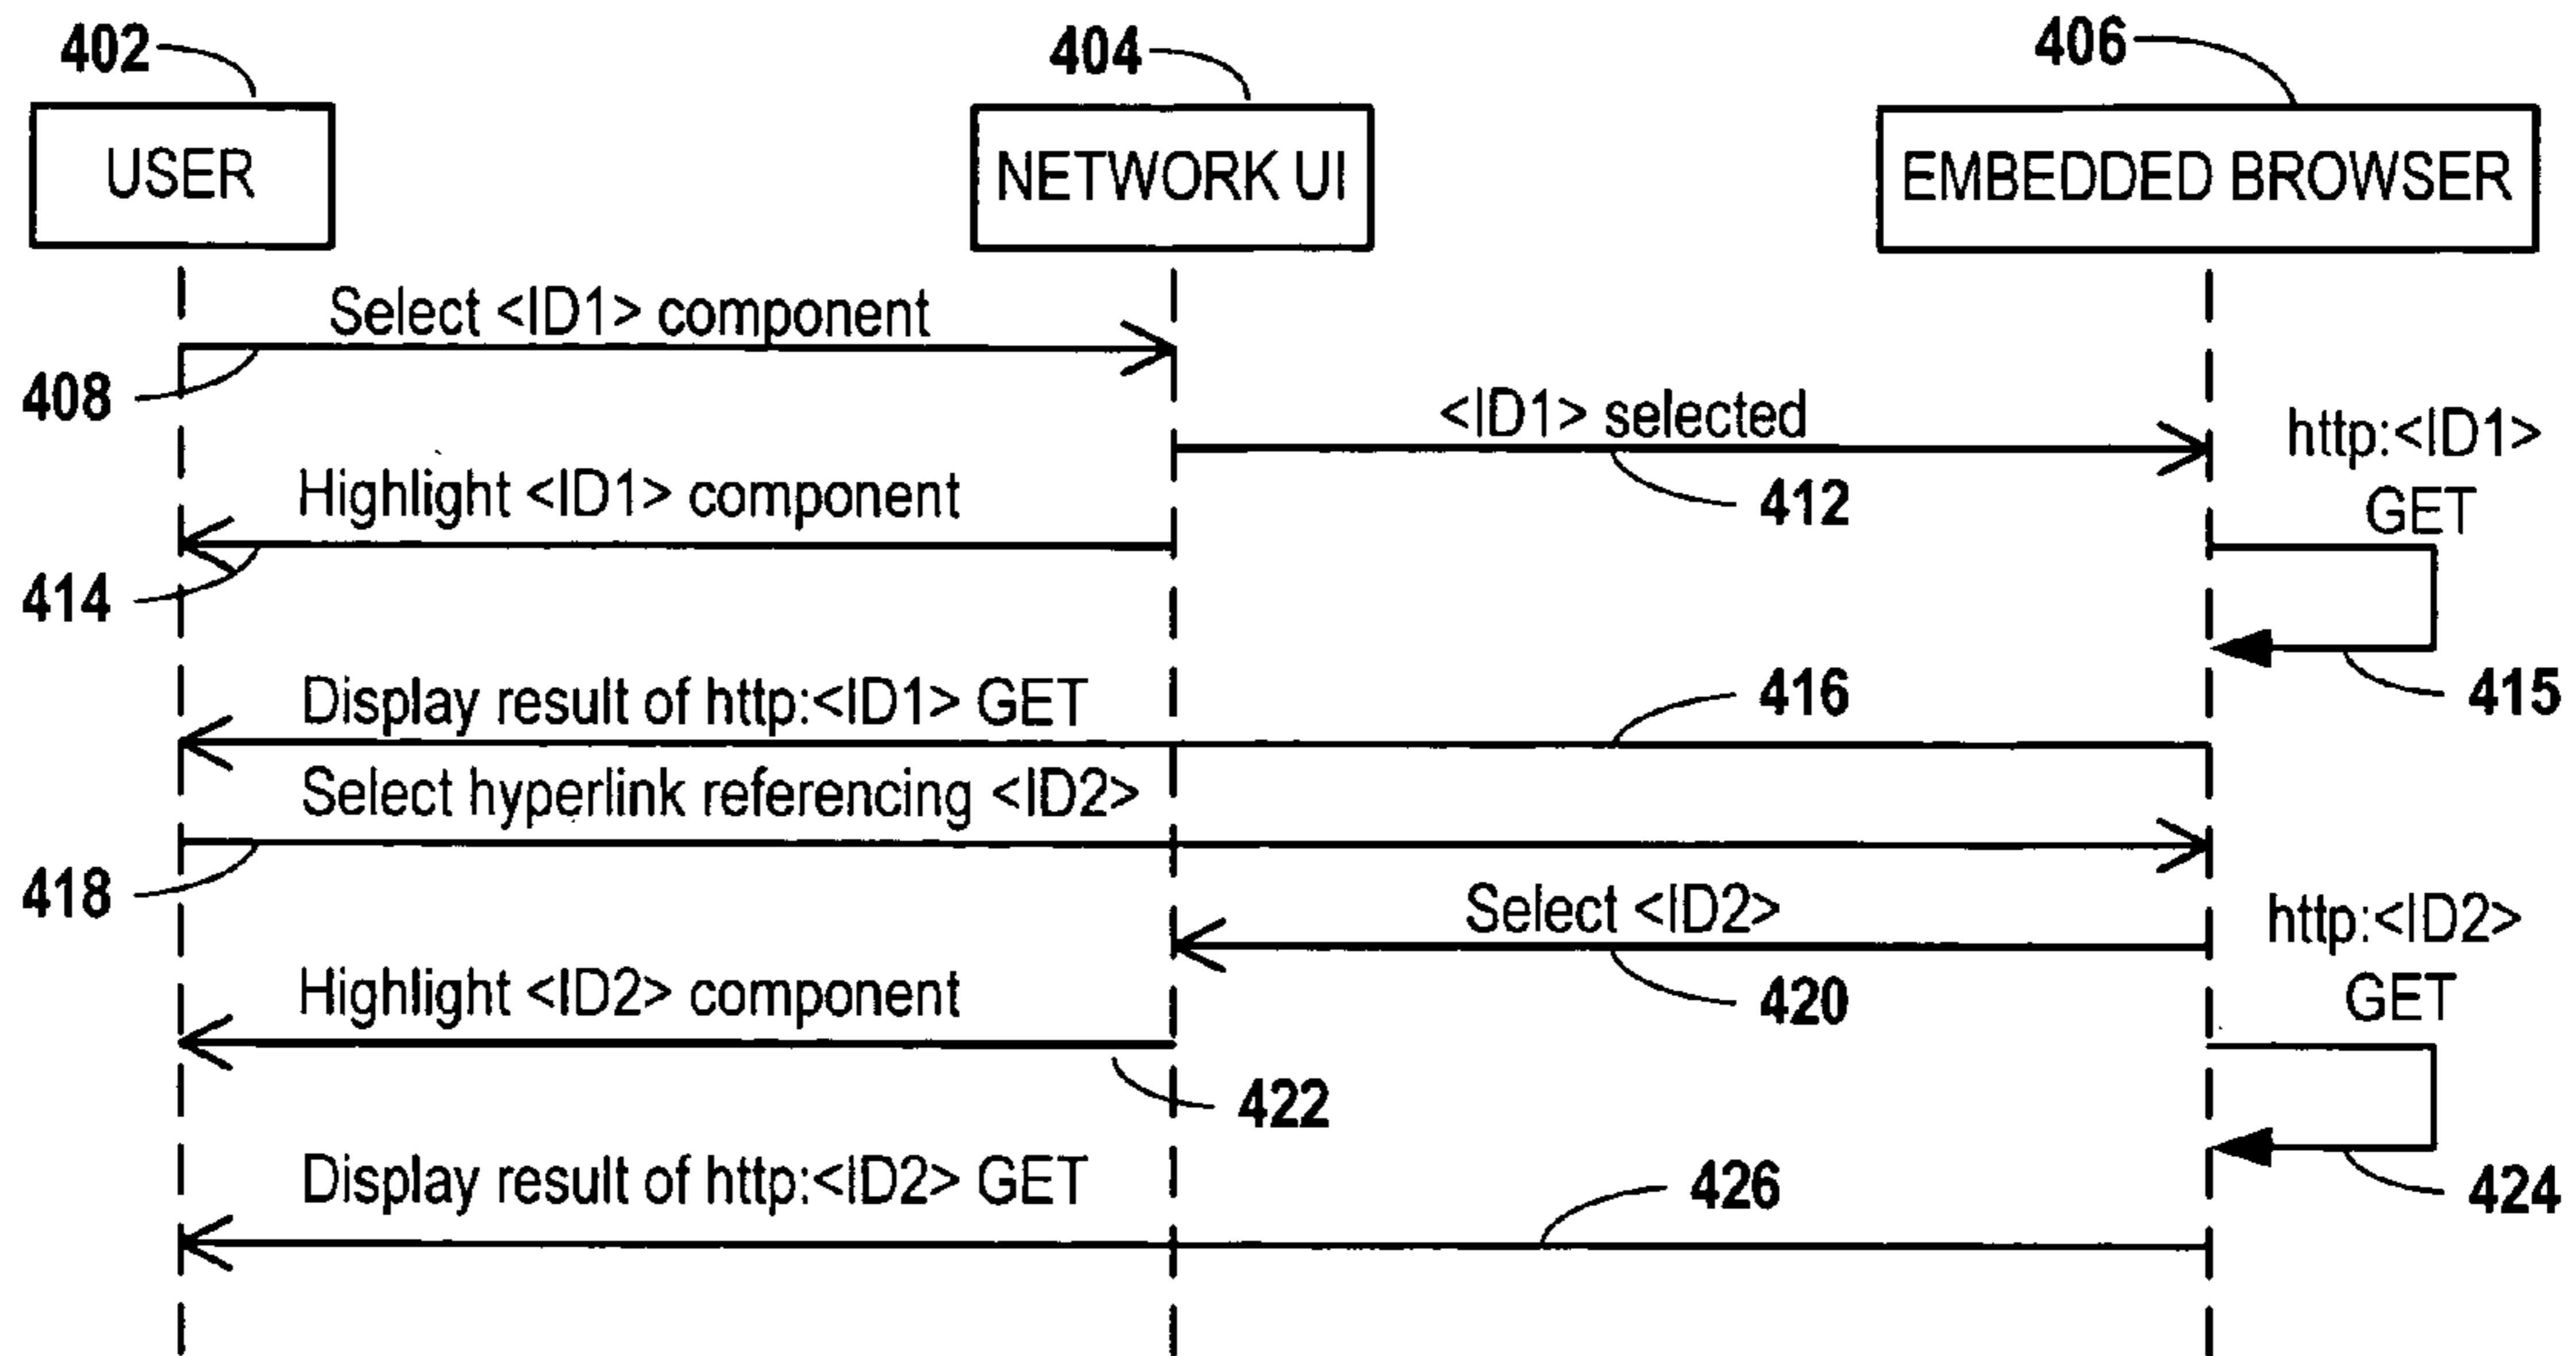 402
404
406
USER
NETWORK UI
EMBEDDED BROWSER
Select <ID1> component
408
<ID1> selected
412
http:<ID1>
GET
Highlight <ID1> component
414
415
Display result of http:<ID1> GET
416
Select hyperlink referencing <ID2>
418
Select <ID2>
420
http:<ID2>
GET
Highlight <ID2> component
422
424
Display result of http:<ID2> GET
426